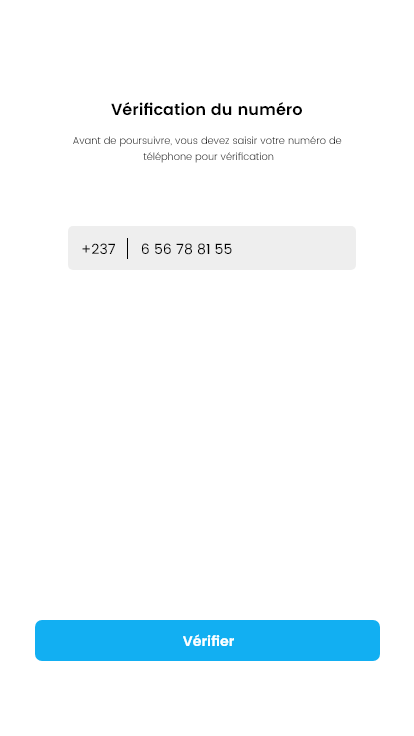 Vérification du numéro
Avant de poursuivre, vous devez saisir votre numéro de
téléphone pour vérification
+237 6 56 78 81 55
Vérifier